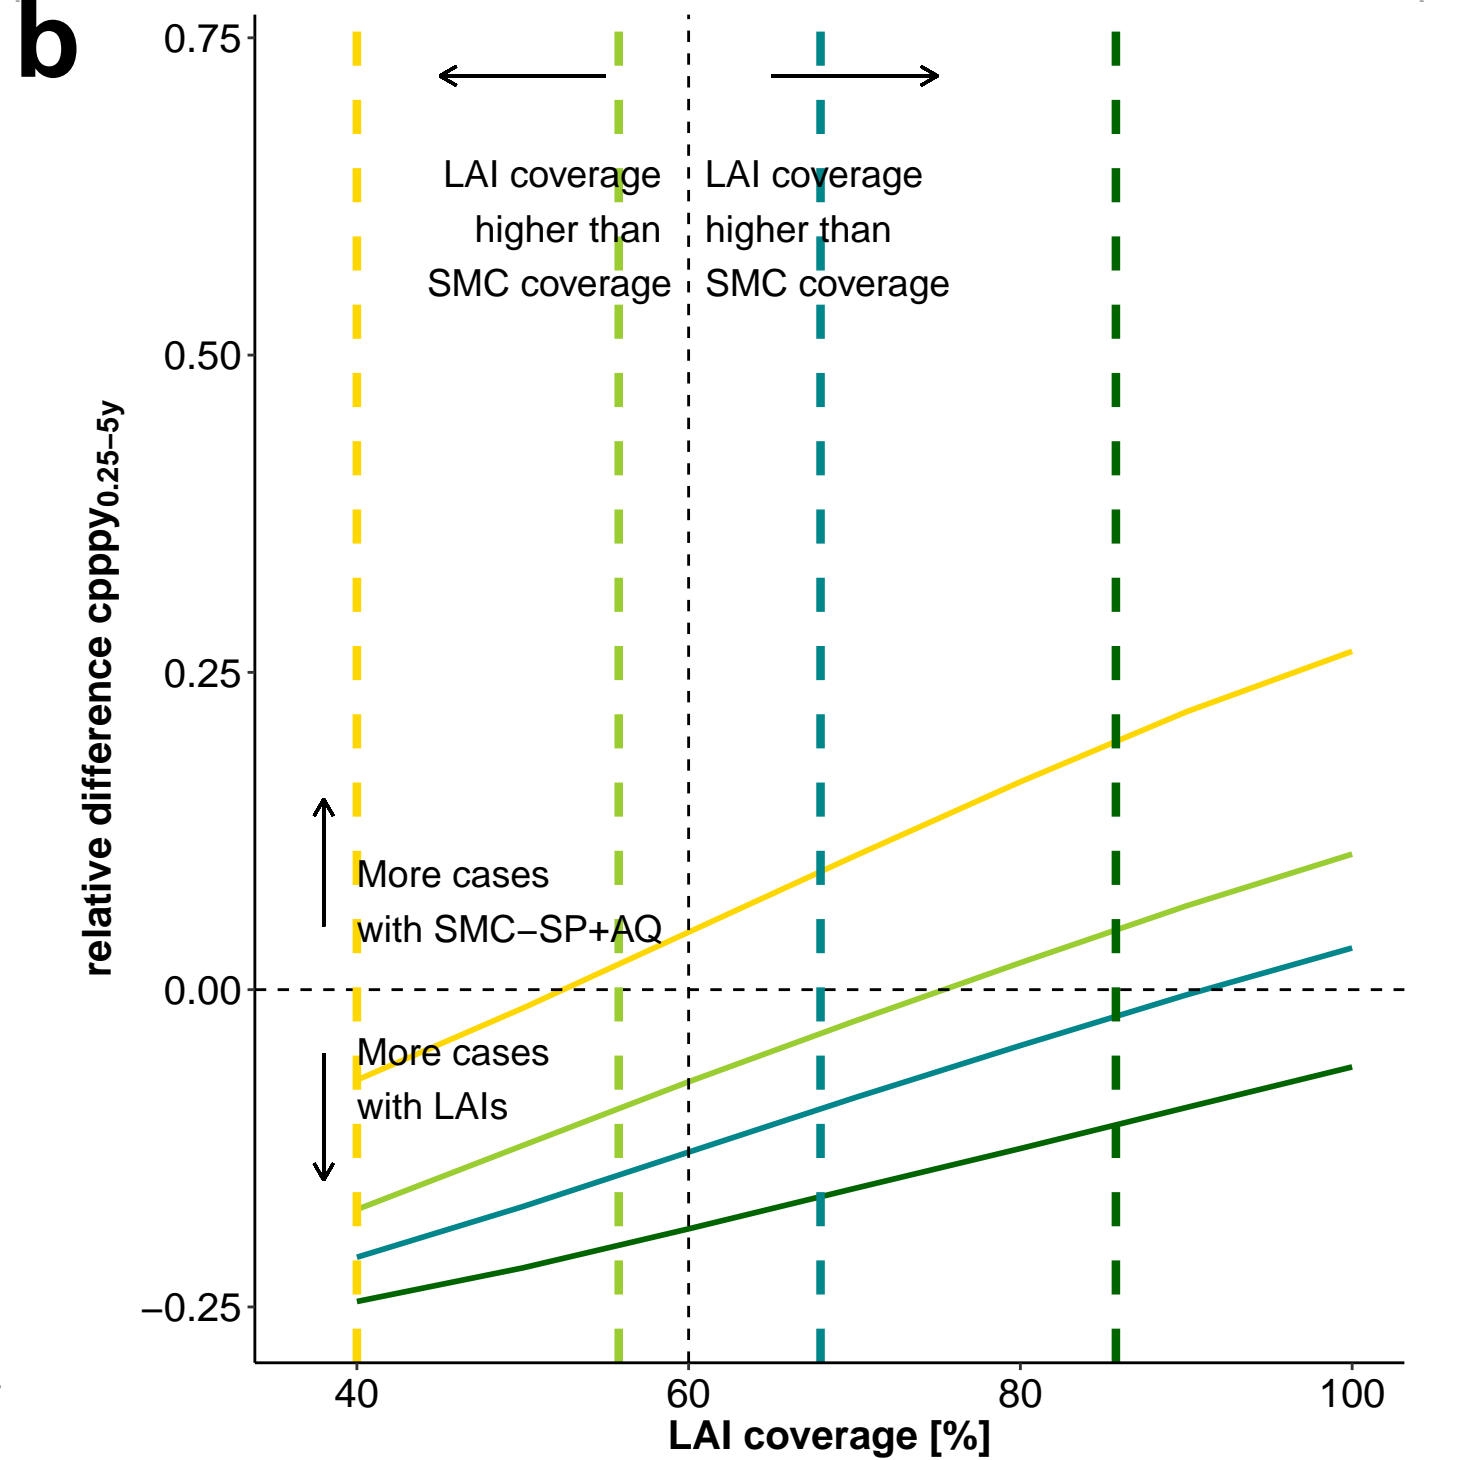 b
0.75
0.50
0.25
0.00
−0.25
relative difference cpppy0.25−5y
LAI coverage
higher than
SMC coverage
LAI coverage
higher than
SMC coverage
More cases
with SMC−SP+AQ
More cases
with LAIs
40
60
80
100
LAI coverage [%]